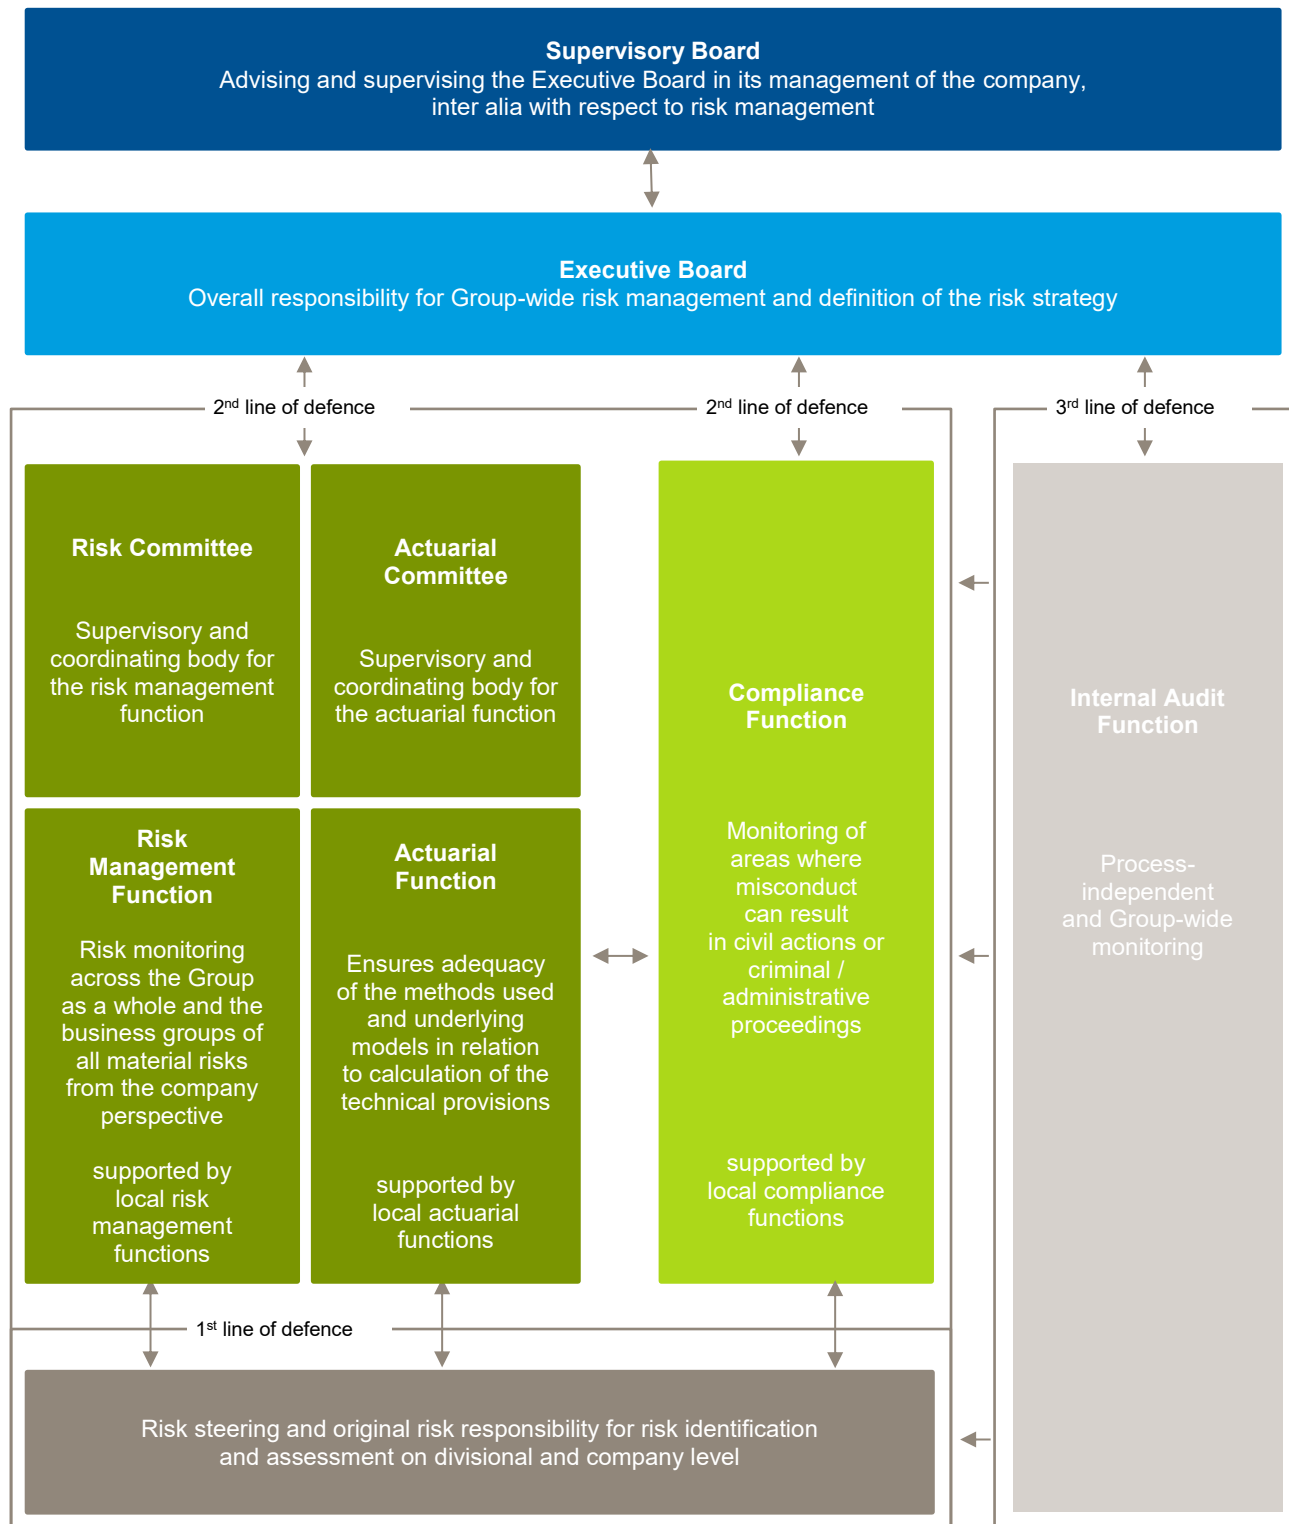 Supervisory Board
Advising and supervising the Executive Board in its management of the company,
inter alia with respect to risk management
Executive Board
Overall responsibility for Group-wide risk management and definition of the risk strategy
2nd line of defence
2nd line of defence
3rd line of defence
Risk Committee
Supervisory and
coordinating body for
the risk management
function
Actuarial
Committee
Supervisory and
coordinating body for
the actuarial function
Risk
Management
Function
Risk monitoring
across the Group
as a whole and the
business groups of
all material risks
from the company
perspective
supported by
local risk
management
functions
Actuarial
Function
Ensures adequacy
of the methods used
and underlying
models in relation
to calculation of the
technical provisions
supported by
local actuarial
functions
Compliance
Function
Monitoring of
areas where
misconduct
can result
in civil actions or
criminal /
administrative
proceedings
supported by
local compliance
functions
Internal Audit
Function
Process-
independent
and Group-wide
monitoring
1st line of defence
Risk steering and original risk responsibility for risk identification
and assessment on divisional and company level